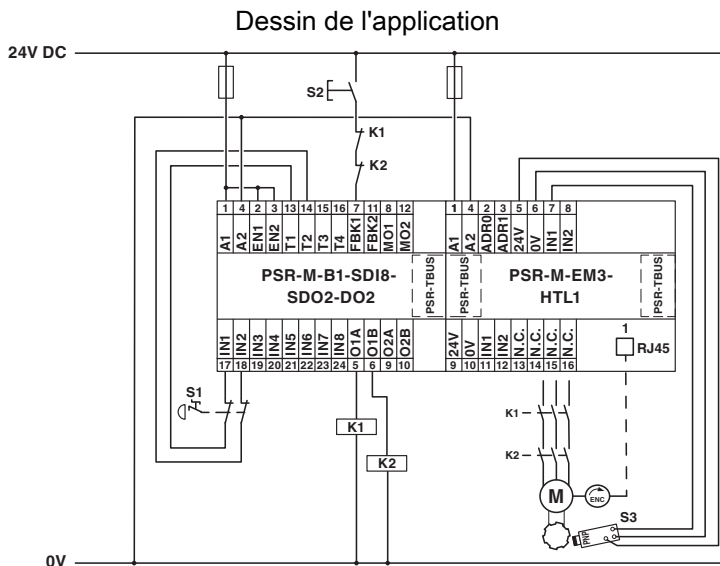 Dessin de l'application
24V DC
S2
K1
K2
1 4 2 3 13 14 15 16 7 11 8 12
A1 A2 EN1 EN2 T1 T2 T3 T4 FBK1 FBK2 MO1 MO2
1 4 2 3 5 6 7 8
A1 A2 ADR0 ADR1 24V 0V IN1 IN2
PSR-M-B1-SDI8-
SDO2-DO2
PSR-TBUS
PSR-TBUS
PSR-M-EM3-
HTL1
PSR-TBUS
IN1 IN2 IN3 IN4 IN5 IN6 IN7 IN8 O1A O1B O2A O2B
17 18 19 20 21 22 23 24 5 6 9 10
24V 0V IN1 IN2 N.C. N.C. N.C. N.C.
9 10 11 12 13 14 15 16
1
RJ45
S1
K1
K2
K1
K2
M
ENC
PNP
S3
0V